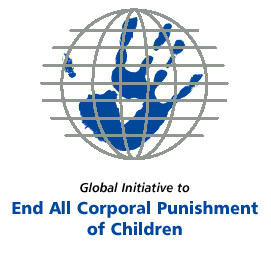 Global Initiative to
End All Corporal Punishment
of Children